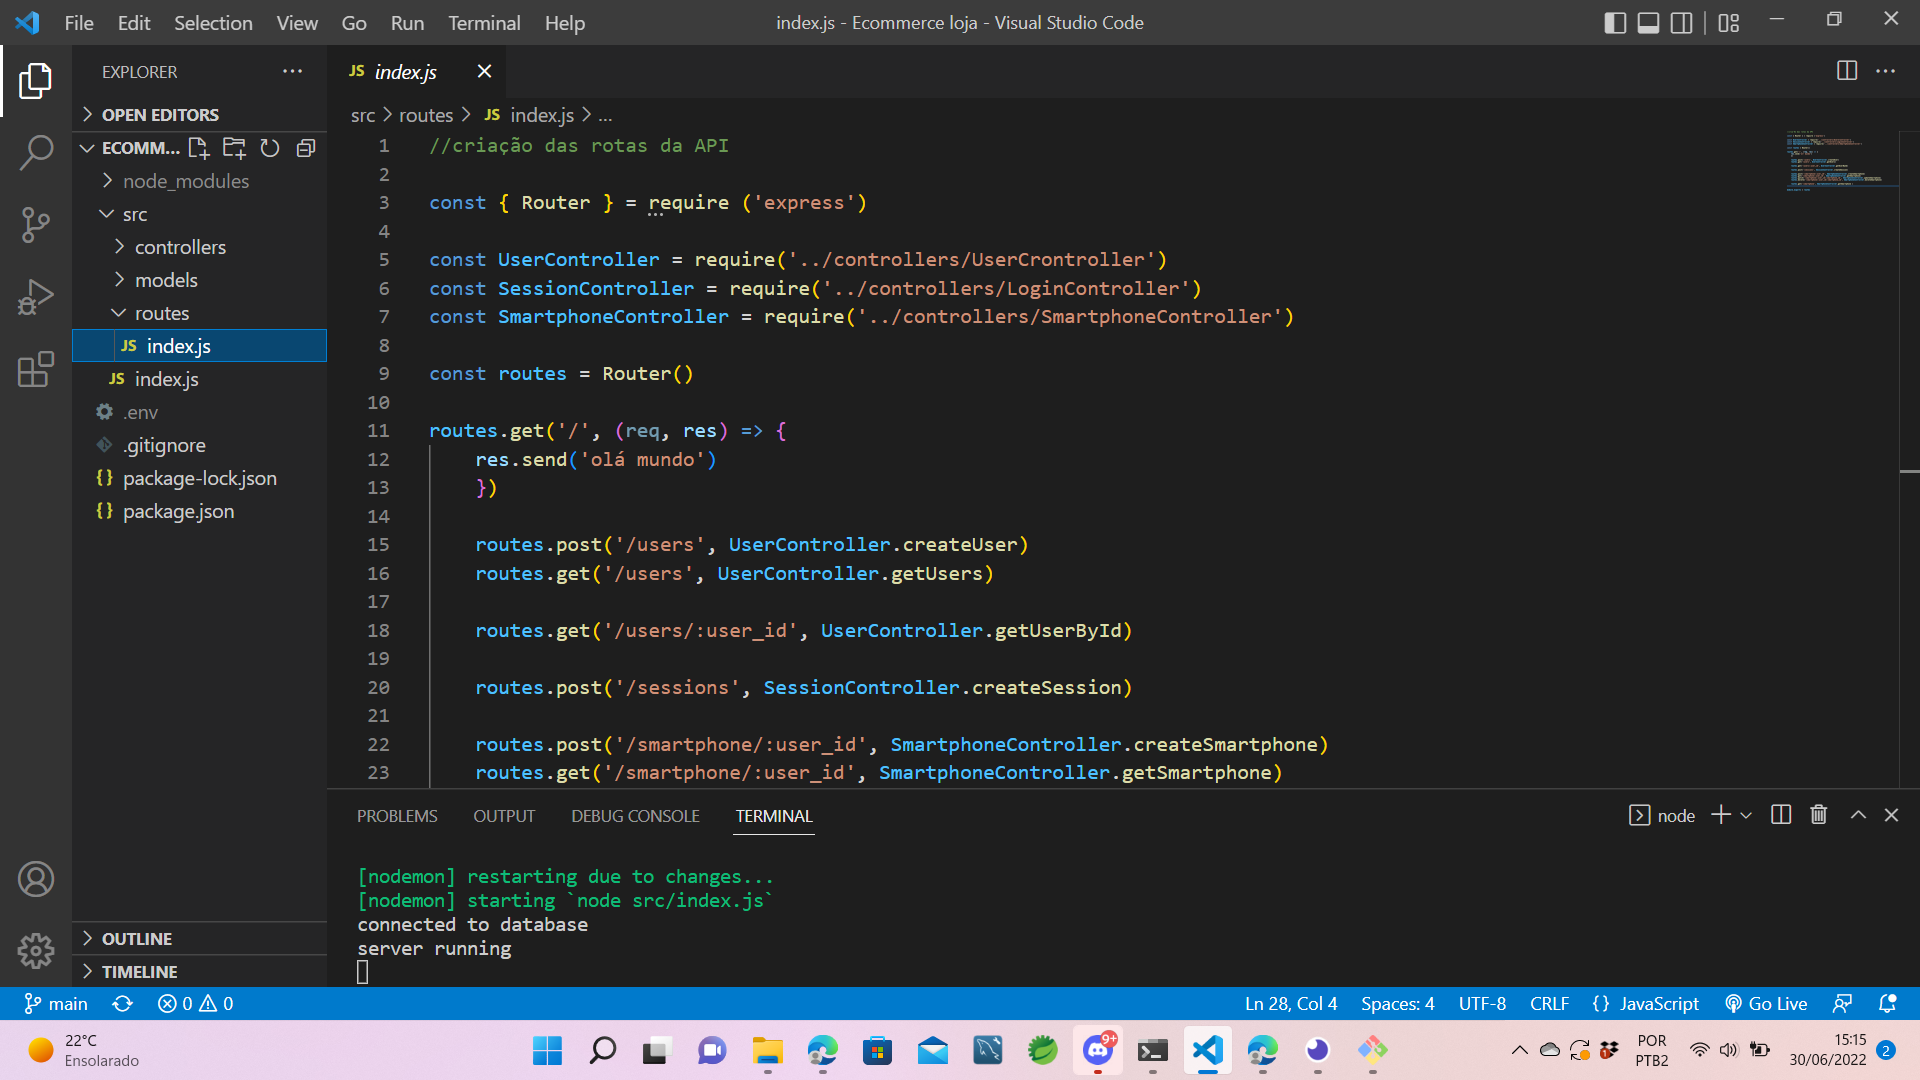 File Edit Selection View Go Run Terminal Help
index.js - Ecommerce loja - Visual Studio Code
EXPLORER
OPEN EDITORS
ECOMM...
node_modules
src
controllers
models
routes
JS index.js
JS index.js
.env
.gitignore
{} package-lock.json
{} package.json
OUTLINE
TIMELINE
JS index.js
src > routes > JS index.js > ...
1 //criação das rotas da API
2
3 const { Router } = require ('express')
4
5 const UserController = require('../controllers/UserCrontroller')
6 const SessionController = require('../controllers/LoginController')
7 const SmartphoneController = require('../controllers/SmartphoneController')
8
9 const routes = Router()
10
11 routes.get('/', (req, res) => {
12 res.send('olá mundo')
13 })
14
15 routes.post('/users', UserController.createUser)
16 routes.get('/users', UserController.getUsers)
17
18 routes.get('/users/:user_id', UserController.getUserById)
19
20 routes.post('/sessions', SessionController.createSession)
21
22 routes.post('/smartphone/:user_id', SmartphoneController.createSmartphone)
23 routes.get('/smartphone/:user_id', SmartphoneController.getSmartphone)
PROBLEMS OUTPUT DEBUG CONSOLE TERMINAL
node
[nodemon] restarting due to changes...
[nodemon] starting `node src/index.js`
connected to database
server running
main 0 0
Ln 28, Col 4 Spaces: 4 UTF-8 CRLF {} JavaScript Go Live
22°C
Ensolarado
9+
1
POR
PTB2
15:15
30/06/2022
2